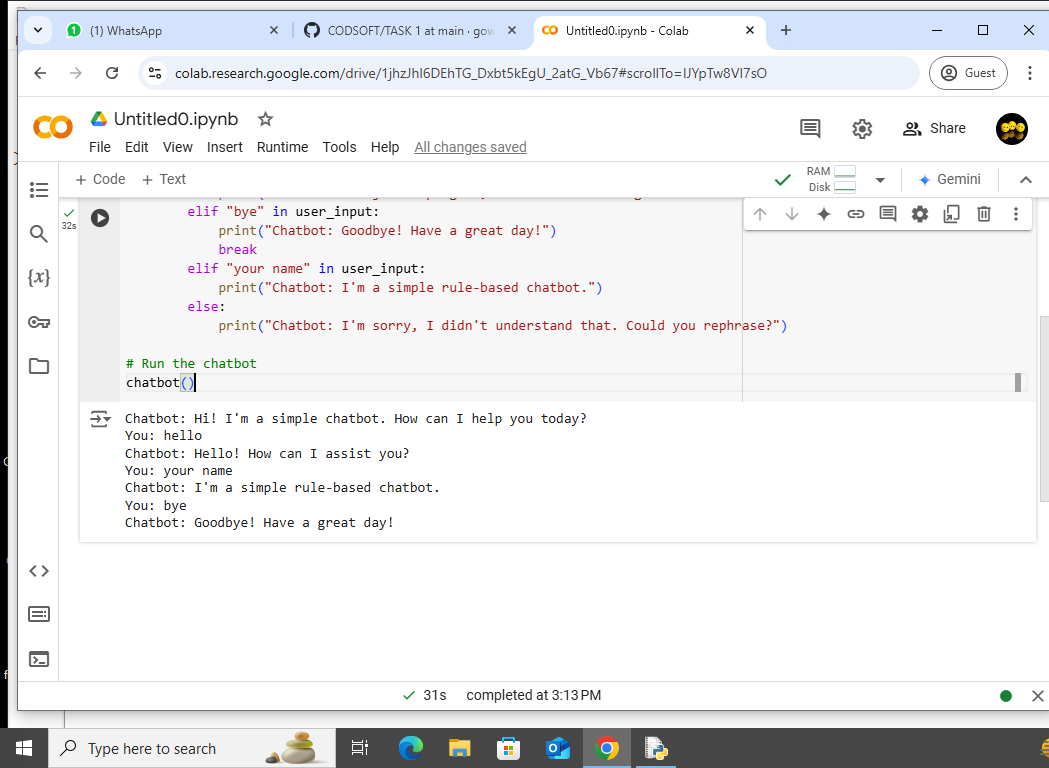 (1) WhatsApp
CODSOFT/TASK 1 at main · gow
Untitled0.ipynb - Colab
colab.research.google.com/drive/1jhzJhI6DEhTG_Dxbt5kEgU_2atG_Vb67#scrollTo=IJYpTw8VI7sO
Guest
Untitled0.ipynb
File Edit View Insert Runtime Tools Help All changes saved
Share
+ Code + Text
RAM
Disk
Gemini
32s
elif "bye" in user_input:
print("Chatbot: Goodbye! Have a great day!")
break
elif "your name" in user_input:
print("Chatbot: I'm a simple rule-based chatbot.")
else:
print("Chatbot: I'm sorry, I didn't understand that. Could you rephrase?")
# Run the chatbot
chatbot()
Chatbot: Hi! I'm a simple chatbot. How can I help you today?
You: hello
Chatbot: Hello! How can I assist you?
You: your name
Chatbot: I'm a simple rule-based chatbot.
You: bye
Chatbot: Goodbye! Have a great day!
{x}
31s completed at 3:13 PM
Type here to search